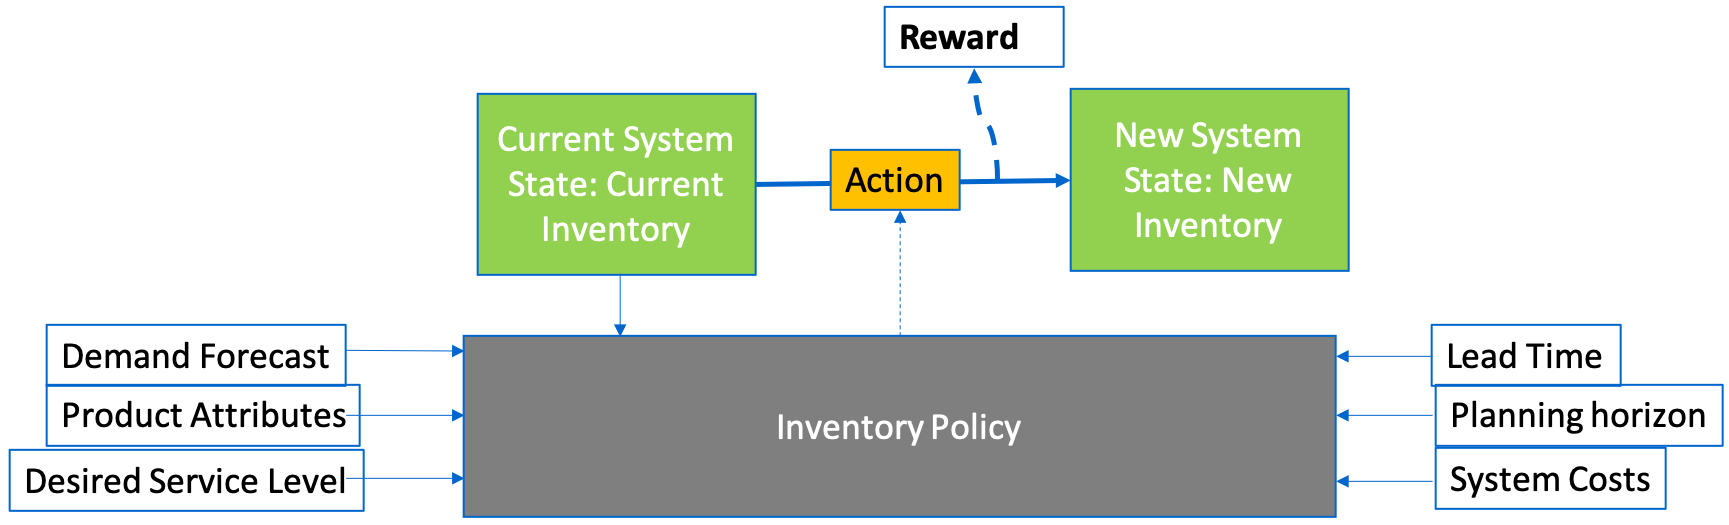 Reward
Current System
State: Current
Inventory
Action
New System
State: New
Inventory
Demand Forecast
Product Attributes
Desired Service Level
Inventory Policy
Lead Time
Planning horizon
System Costs